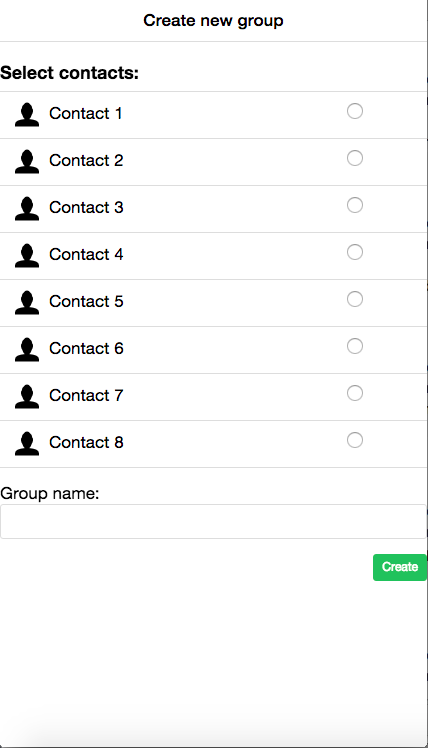 Create new group
Select contacts:
Contact 1
Contact 2
Contact 3
Contact 4
Contact 5
Contact 6
Contact 7
Contact 8
Group name:
Create